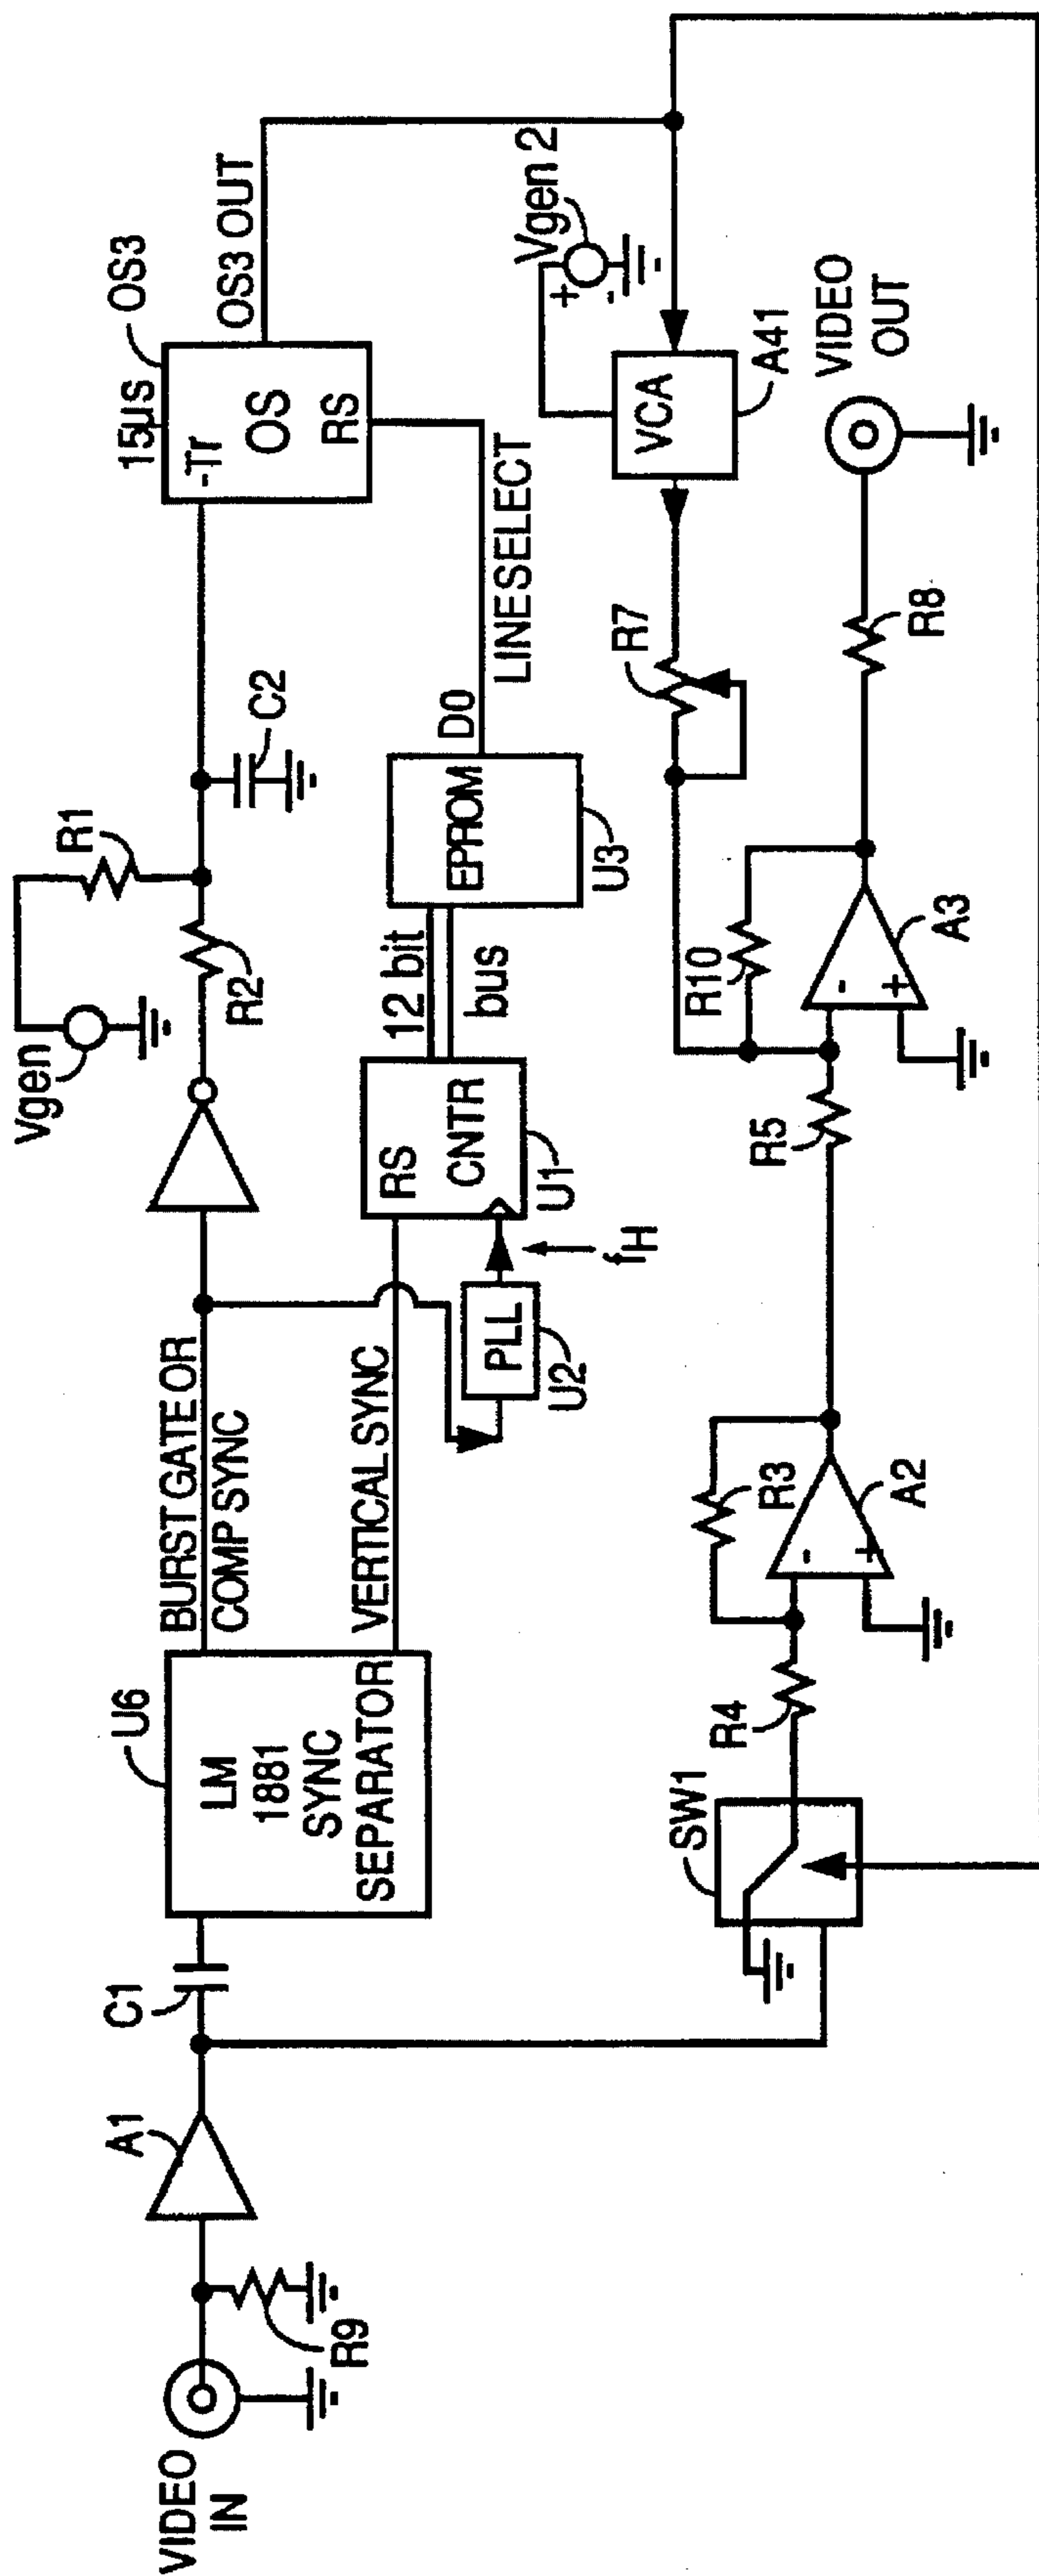 VIDEO
IN
R9
A1
C1
U6
LM
1881
SYNC
SEPARATOR
BURST GATE OR
COMP SYNC
VERTICAL SYNC
PLL
U2
fH
RS
CNTR
U1
12 bit
bus
EPROM
U3
D0
LINESELECT
Vgen
R1
R2
C2
15µs
OS3
-Tr
OS
RS
OS3 OUT
Vgen 2
+
-
VCA
A41
R7
SW1
R4
R3
-
+
A2
R5
R10
-
+
A3
R8
VIDEO
OUT